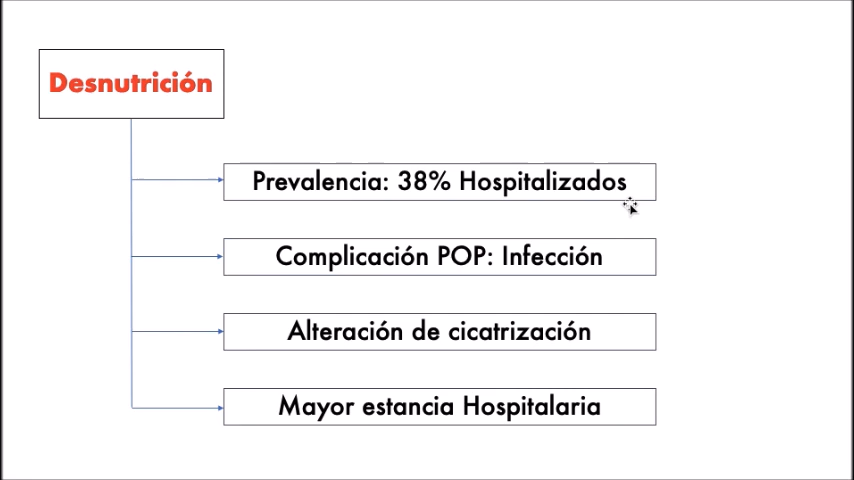 Desnutrición
Prevalencia: 38% Hospitalizados
Complicación POP: Infección
Alteración de cicatrización
Mayor estancia Hospitalaria